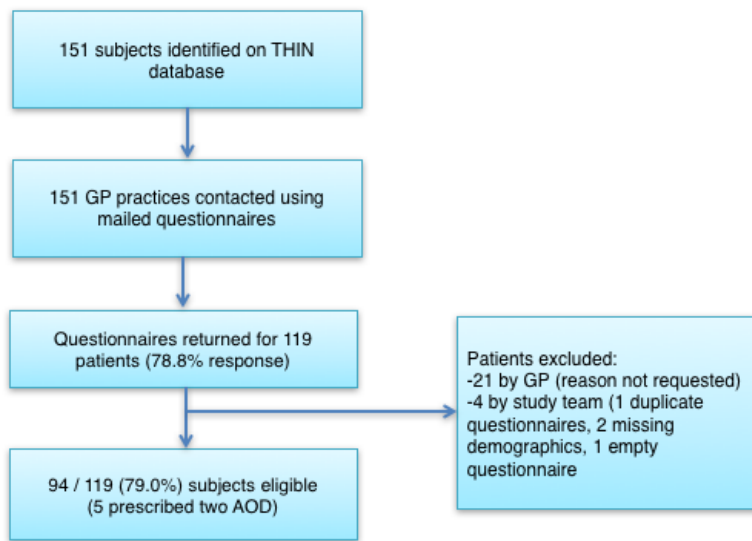 151 subjects identified on THIN
database
151 GP practices contacted using
mailed questionnaires
Questionnaires returned for 119
patients (78.8% response)
Patients excluded:
-21 by GP (reason not requested)
-4 by study team (1 duplicate
questionnaires, 2 missing
demographics, 1 empty
questionnaire
94 / 119 (79.0%) subjects eligible
(5 prescribed two AOD)